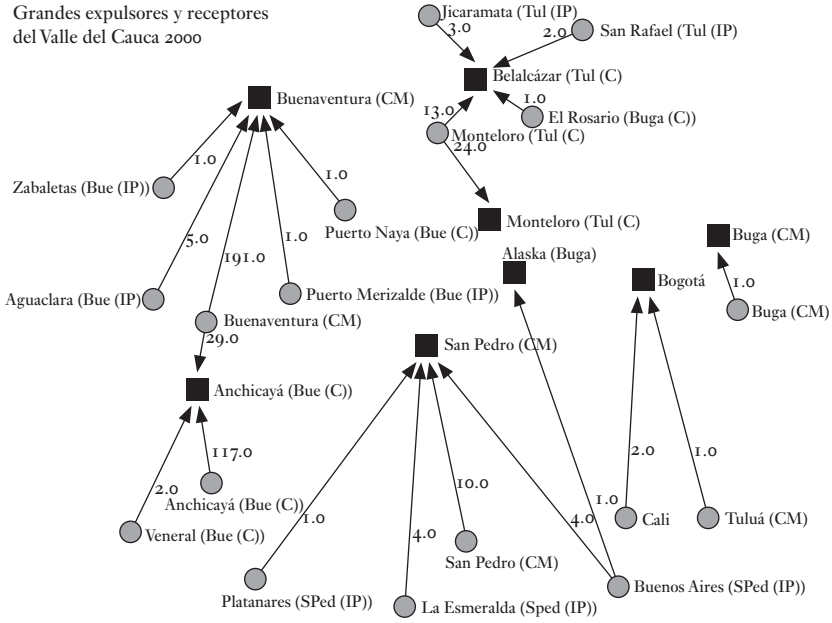 Grandes expulsores y receptores
del Valle del Cauca 2000
Jicaramata (Tul (IP)
3.0
2.0
San Rafael (Tul (IP)
Belalcázar (Tul (C)
Buenaventura (CM)
13.0
1.0
El Rosario (Buga (C))
Monteloro (Tul (C)
24.0
1.0
Zabaletas (Bue (IP))
1.0
Puerto Naya (Bue (C))
Monteloro (Tul (C)
Buga (CM)
5.0
191.0
1.0
Alaska (Buga)
Bogotá
1.0
Aguaclara (Bue (IP)
Puerto Merizalde (Bue (IP))
Buga (CM)
Buenaventura (CM)
29.0
San Pedro (CM)
Anchicayá (Bue (C))
117.0
2.0
1.0
2.0
10.0
Anchicayá (Bue (C))
1.0
1.0
4.0
Cali
Tuluá (CM)
Veneral (Bue (C))
4.0
San Pedro (CM)
Buenos Aires (SPed (IP))
Platanares (SPed (IP))
La Esmeralda (Sped (IP))